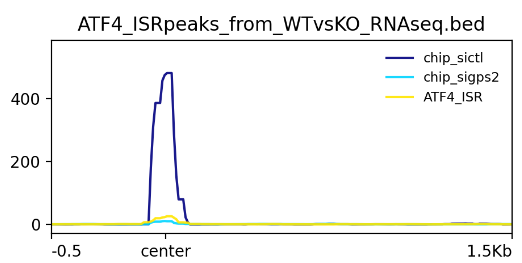 ATF4_ISRpeaks_from_WTvsKO_RNAseq.bed
chip_sictl
chip_sigps2
ATF4_ISR
400
200
0
-0.5
center
1.5Kb